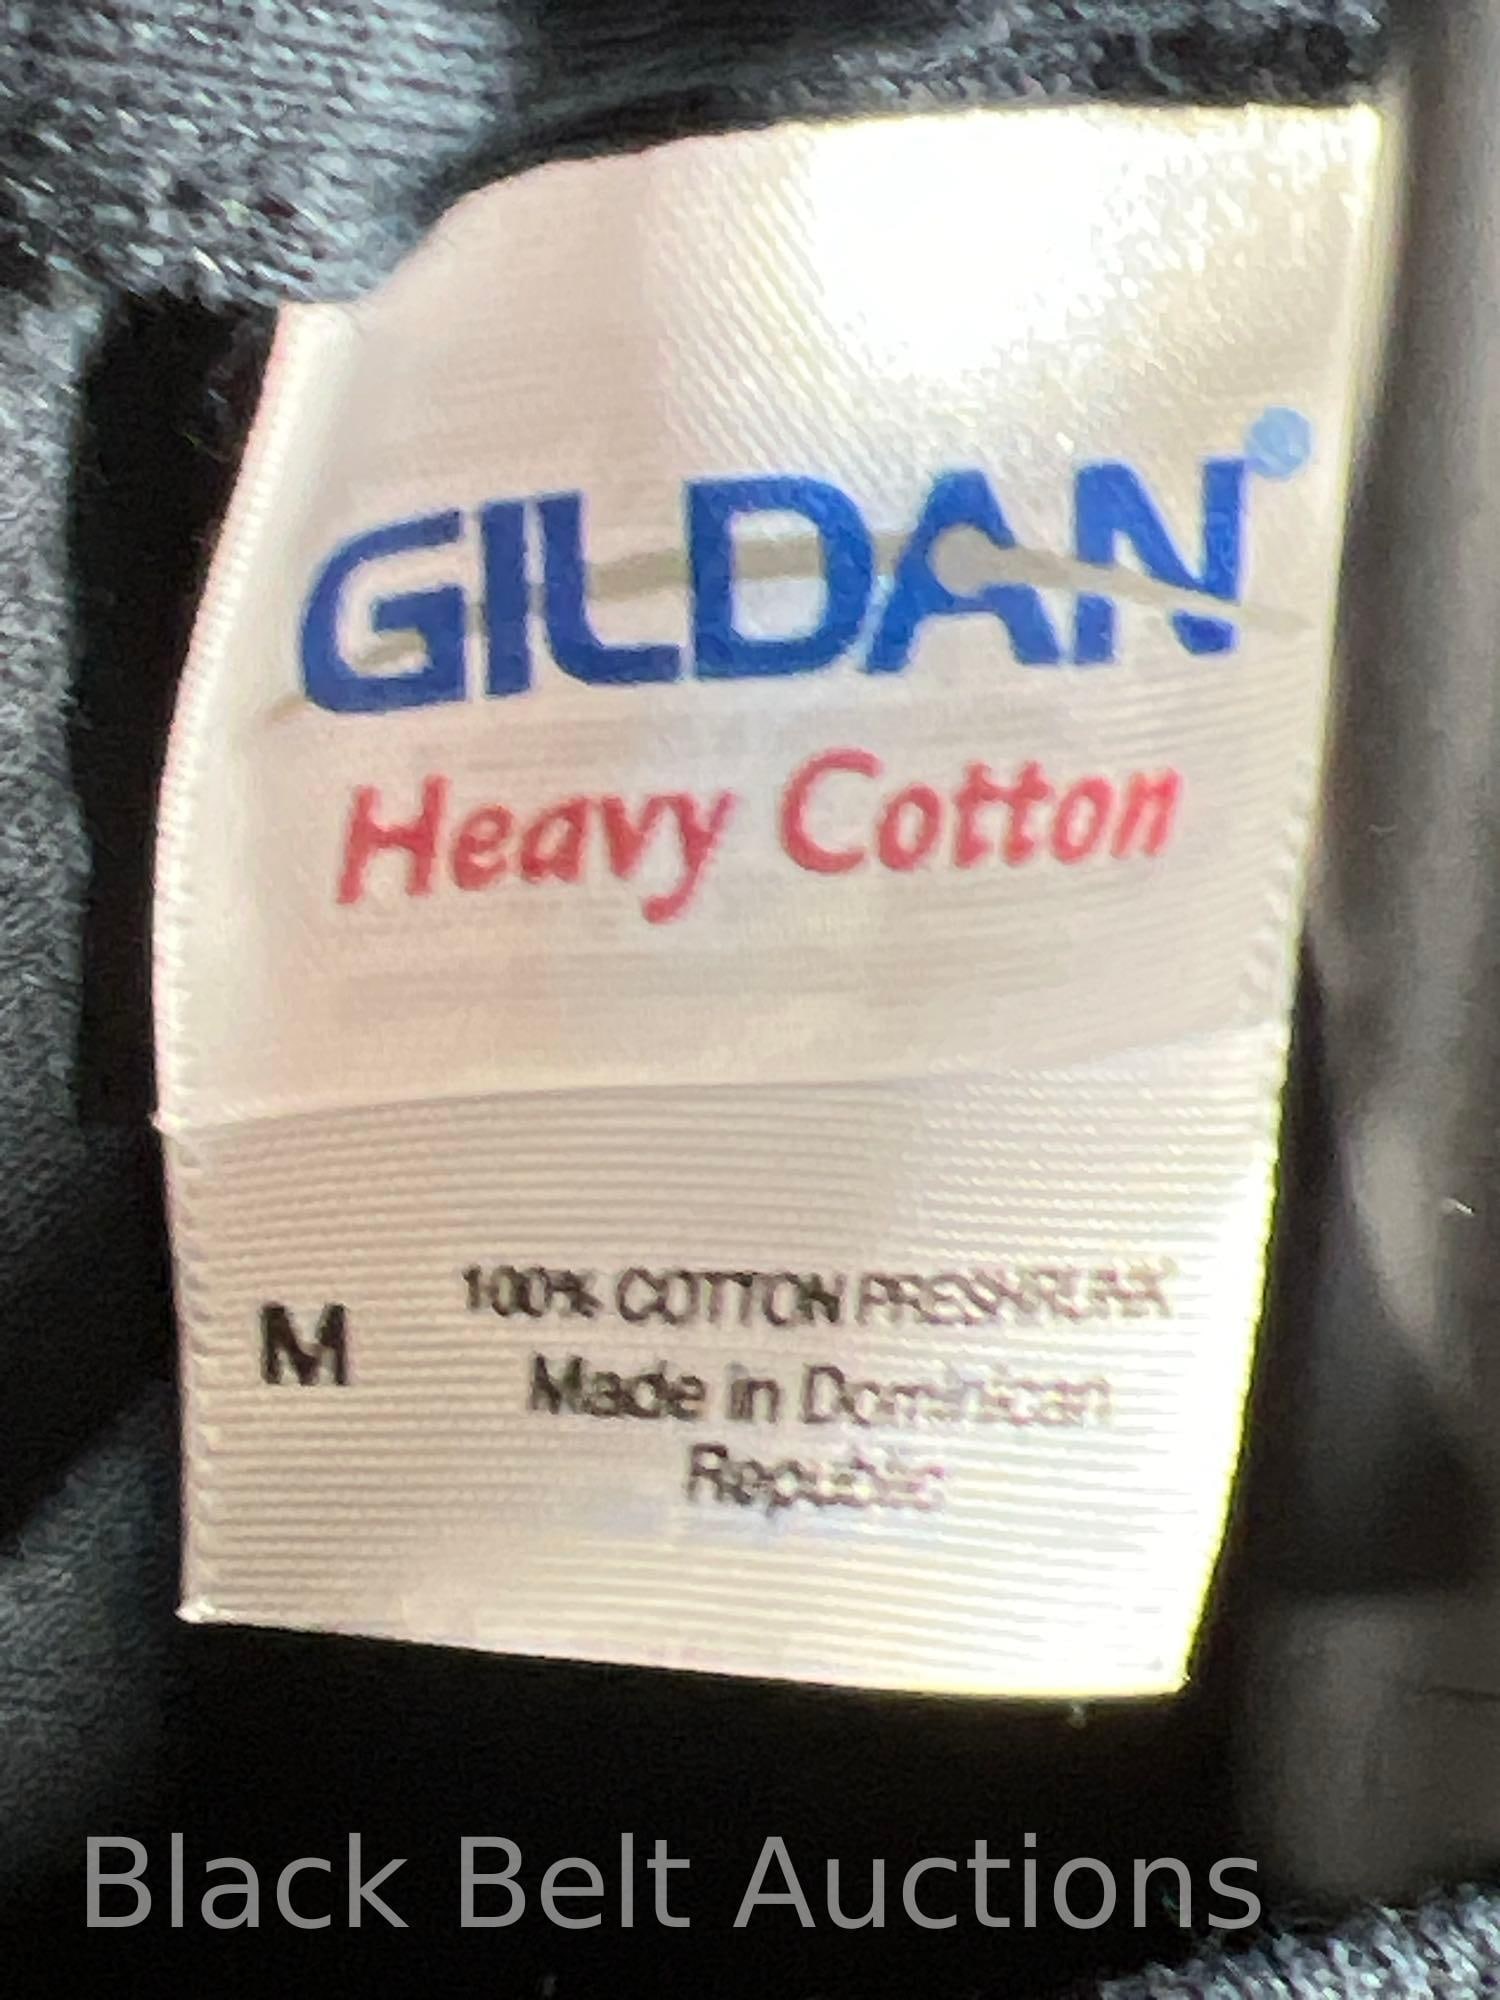 GILDAN
Heavy Cotton
M
100% COTTON PRESHRUNK
Made in Dominican
Republic
Black Belt Auctions